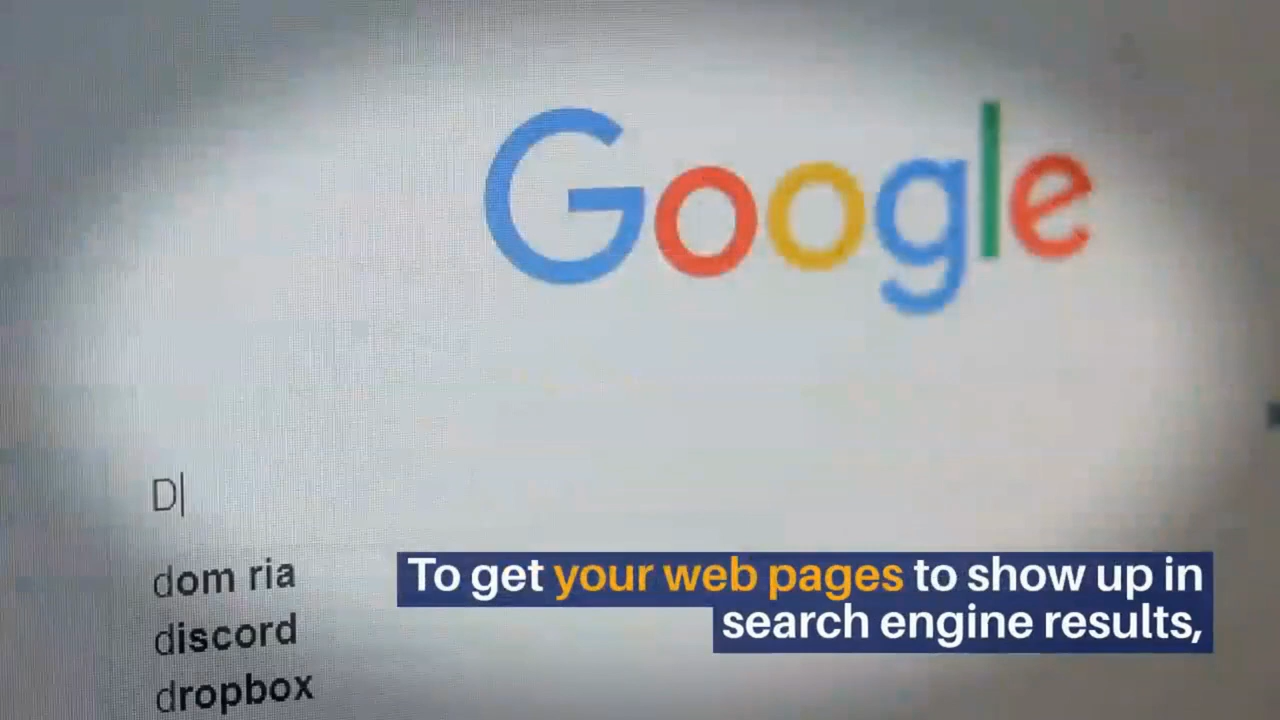 Google
D
dom ria
discord
dropbox
To get your web pages to show up in
search engine results,